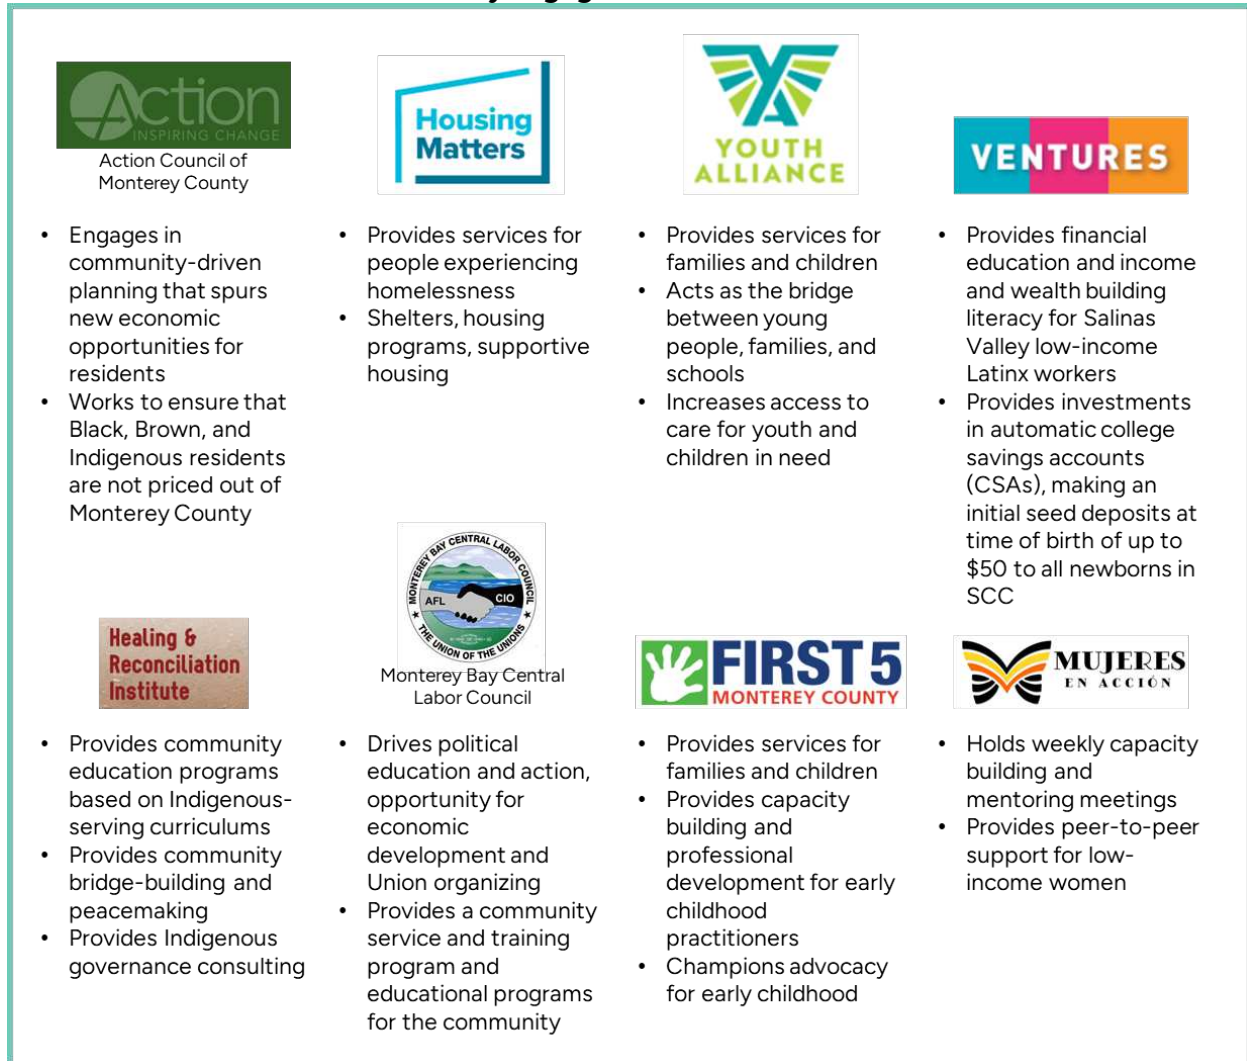 Action
INSPIRING CHANGE
Action Council of
Monterey County
• Engages in
community-driven
planning that spurs
new economic
opportunities for
residents
• Works to ensure that
Black, Brown, and
Indigenous residents
are not priced out of
Monterey County
Housing
Matters
• Provides services for
people experiencing
homelessness
• Shelters, housing
programs, supportive
housing
YOUTH
ALLIANCE
• Provides services for
families and children
• Acts as the bridge
between young
people, families, and
schools
• Increases access to
care for youth and
children in need
VENTURES
• Provides financial
education and income
and wealth building
literacy for Salinas
Valley low-income
Latinx workers
• Provides investments
in automatic college
savings accounts
(CSAs), making an
initial seed deposits at
time of birth of up to
$50 to all newborns in
SCC
Healing &
Reconciliation
Institute
• Provides community
education programs
based on Indigenous-
serving curriculums
• Provides community
bridge-building and
peacemaking
• Provides Indigenous
governance consulting
MONTEREY BAY CENTRAL LABOR COUNCIL
AFL CIO
THE UNION OF THE UNIONS
Monterey Bay Central
Labor Council
• Drives political
education and action,
opportunity for
economic
development and
Union organizing
• Provides a community
service and training
program and
educational programs
for the community
FIRST 5
MONTEREY COUNTY
• Provides services for
families and children
• Provides capacity
building and
professional
development for early
childhood
practitioners
• Champions advocacy
for early childhood
MUJERES
EN ACCIÓN
• Holds weekly capacity
building and
mentoring meetings
• Provides peer-to-peer
support for low-
income women